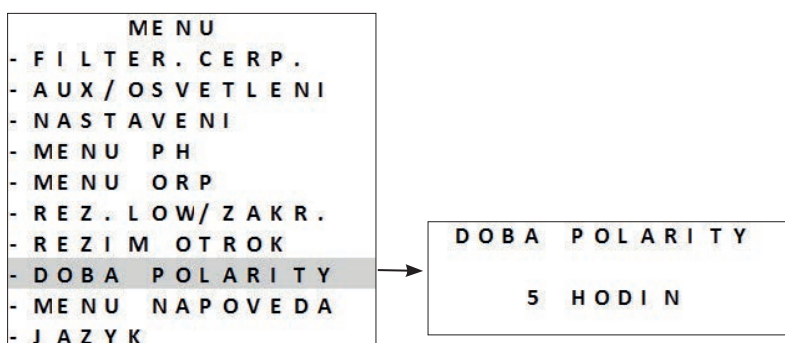 MENU
- FILTER.CERP.
- AUX/OSVETLENI
- NASTAVENI
- MENU PH
- MENU ORP
- REZ.LOW/ZAKR.
- REZIM OTROK
- DOBA POLARITY
- MENU NAPOVEDA
- JAZYK
DOBA POLARITY
5 HODIN